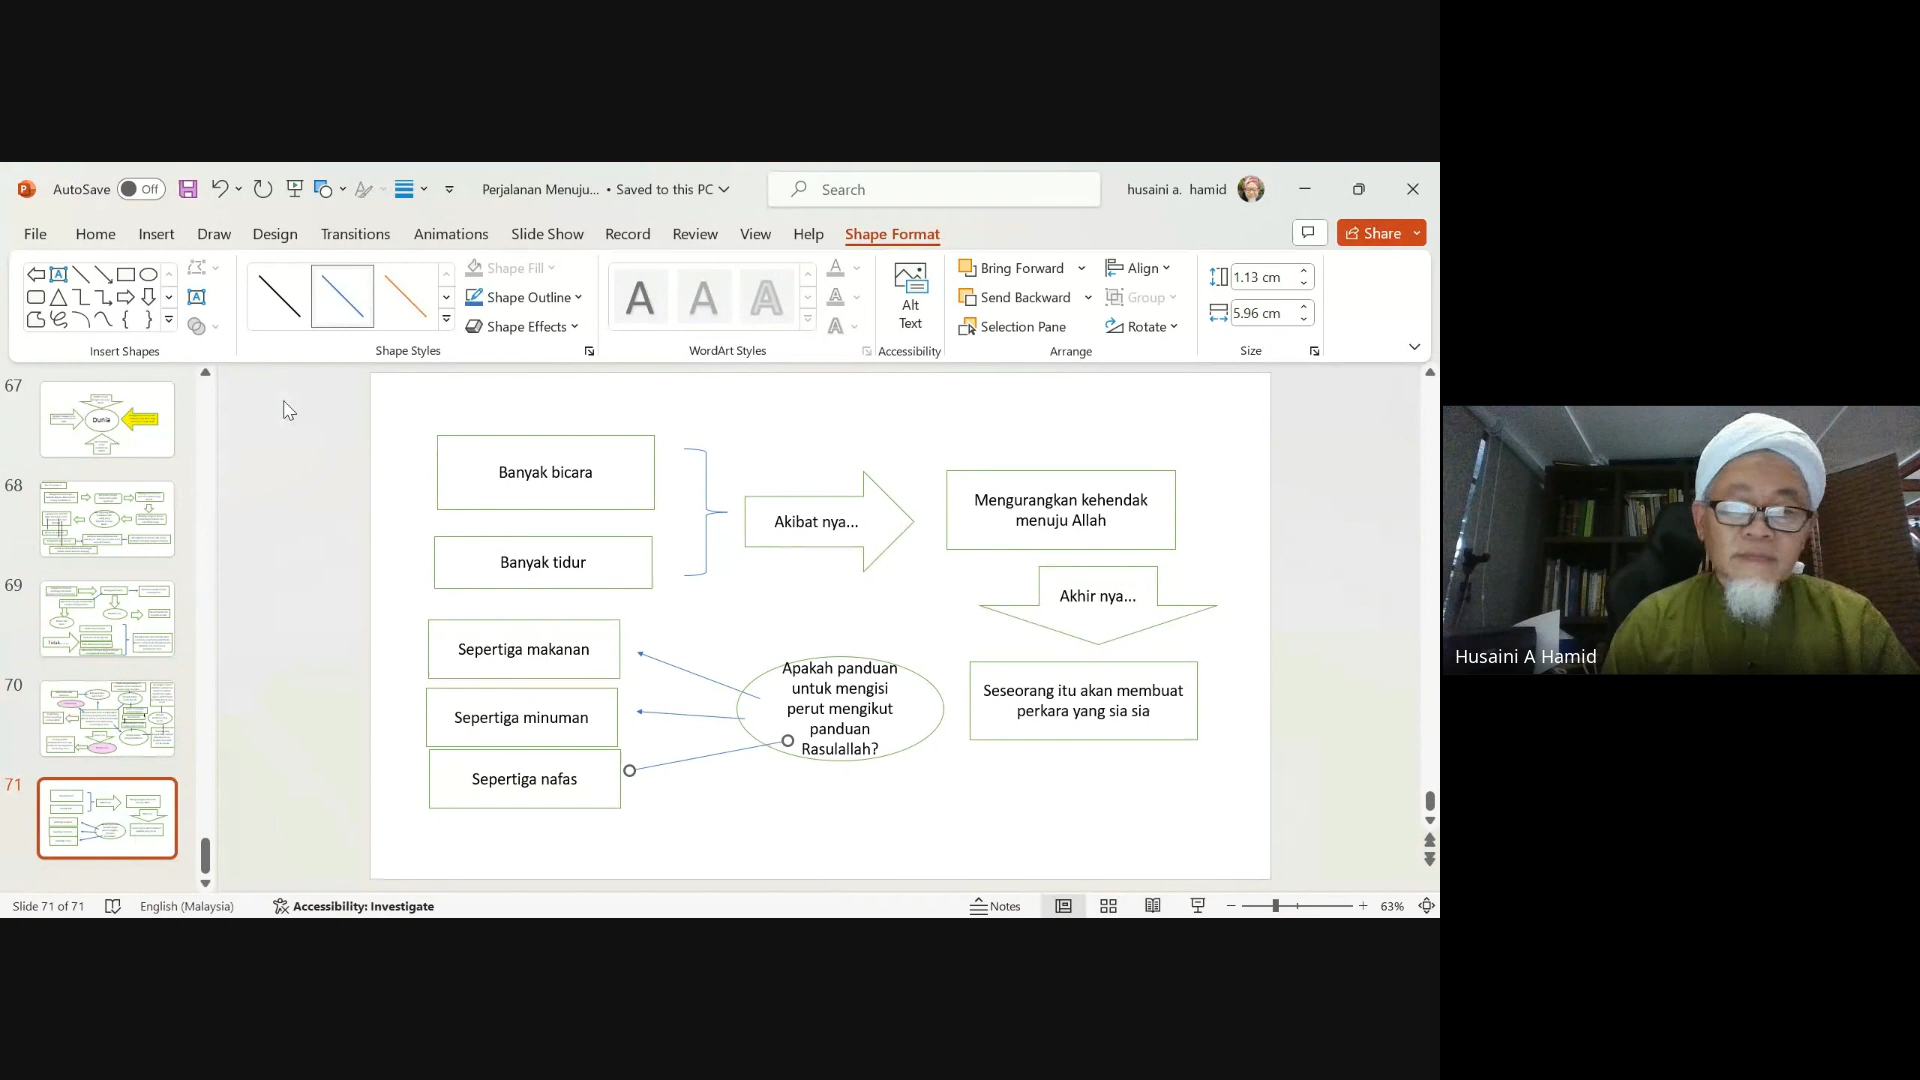 AutoSave Off Perjalanan Menuju... • Saved to this PC Search husaini a. hamid
File Home Insert Draw Design Transitions Animations Slide Show Record Review View Help Shape Format Share
Shape Fill
Shape Outline
Shape Effects
Alt
Text
Bring Forward
Send Backward
Selection Pane
Align
Group
Rotate
1.13 cm
5.96 cm
Insert Shapes Shape Styles WordArt Styles Accessibility Arrange Size
67
Dunia
68
69
70
71
Banyak bicara
Banyak tidur
Akibat nya...
Mengurangkan kehendak
menuju Allah
Akhir nya...
Seseorang itu akan membuat
perkara yang sia sia
Apakah panduan
untuk mengisi
perut mengikut
panduan
Rasulallah?
Sepertiga makanan
Sepertiga minuman
Sepertiga nafas
Husaini A Hamid
Slide 71 of 71 English (Malaysia) Accessibility: Investigate Notes 63%